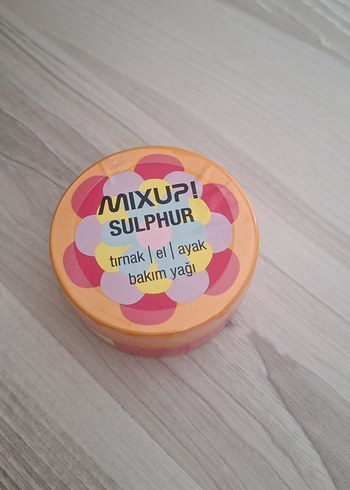 MIXUP!
SULPHUR
tırnak | el | ayak
bakım yağı